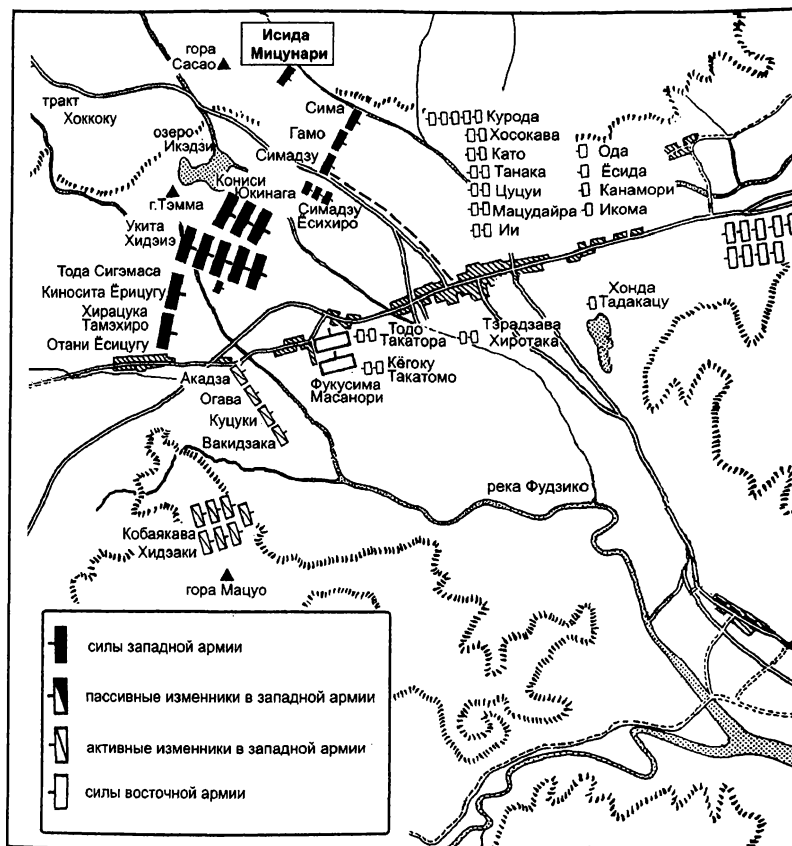 Исида
Мицунари
гора
Сасао
тракт
Хоккоку
озеро
Икэдзи
Сима
Гамо
Симадзу
Кониси
Юкинага
Симадзу
Ёсихиро
г.Тэмма
Укита
Хидэиэ
Тода Сигэмаса
Киносита Ёрицугу
Хирацука
Тамэхиро
Отани Ёсицугу
Курода
Хосокава
Като
Танака
Цуцуи
Мацудайра
Ии
Ода
Ёсида
Канамори
Икома
Хонда
Тадакацу
Тодо
Такатора
Тэрадзава
Хиротака
Кёгоку
Такатомо
Фукусима
Масанори
Акадза
Огава
Куцуки
Вакидзака
река Фудзико
Кобаякава
Хидэаки
гора Мацуо
силы западной армии
пассивные изменники в западной армии
активные изменники в западной армии
силы восточной армии